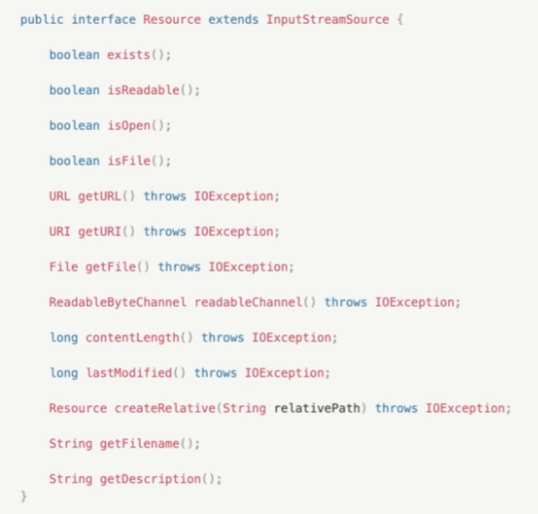 public interface Resource extends InputStreamSource {
    boolean exists();
    boolean isReadable();
    boolean isOpen();
    boolean isFile();
    URL getURL() throws IOException;
    URI getURI() throws IOException;
    File getFile() throws IOException;
    ReadableByteChannel readableChannel() throws IOException;
    long contentLength() throws IOException;
    long lastModified() throws IOException;
    Resource createRelative(String relativePath) throws IOException;
    String getFilename();
    String getDescription();
}